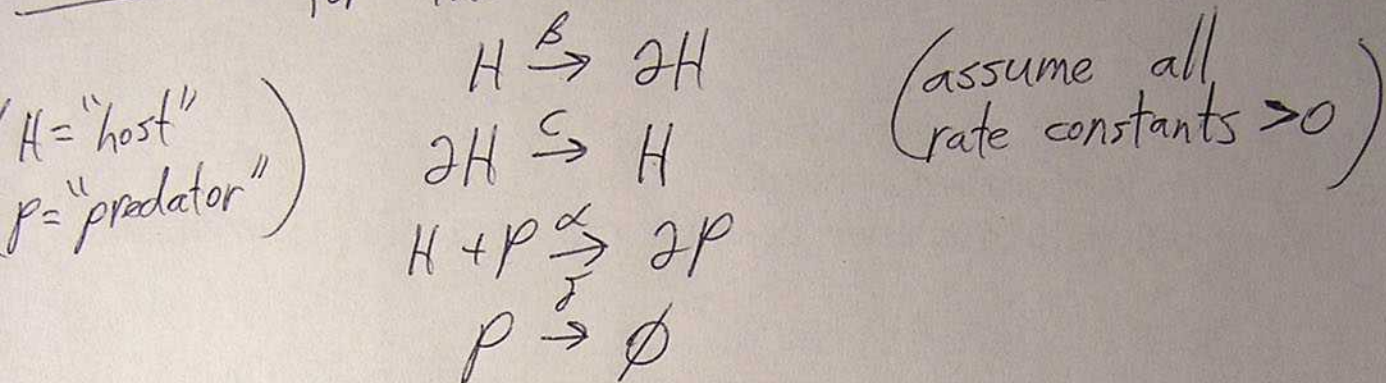 H β→ 2H
(H="host"
P="predator")
2H c→ H
H + P α→ 2P
P → ∅
(assume all
rate constants >0)